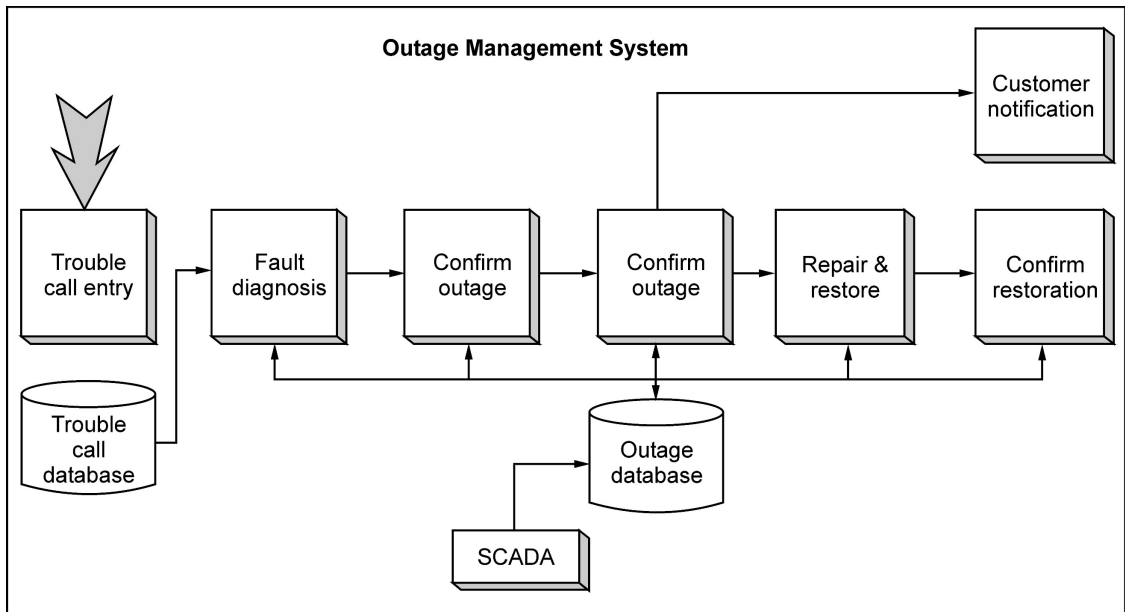 Outage Management System
Customer
notification
Trouble
call entry
Fault
diagnosis
Confirm
outage
Confirm
outage
Repair &
restore
Confirm
restoration
Trouble
call
database
Outage
database
SCADA